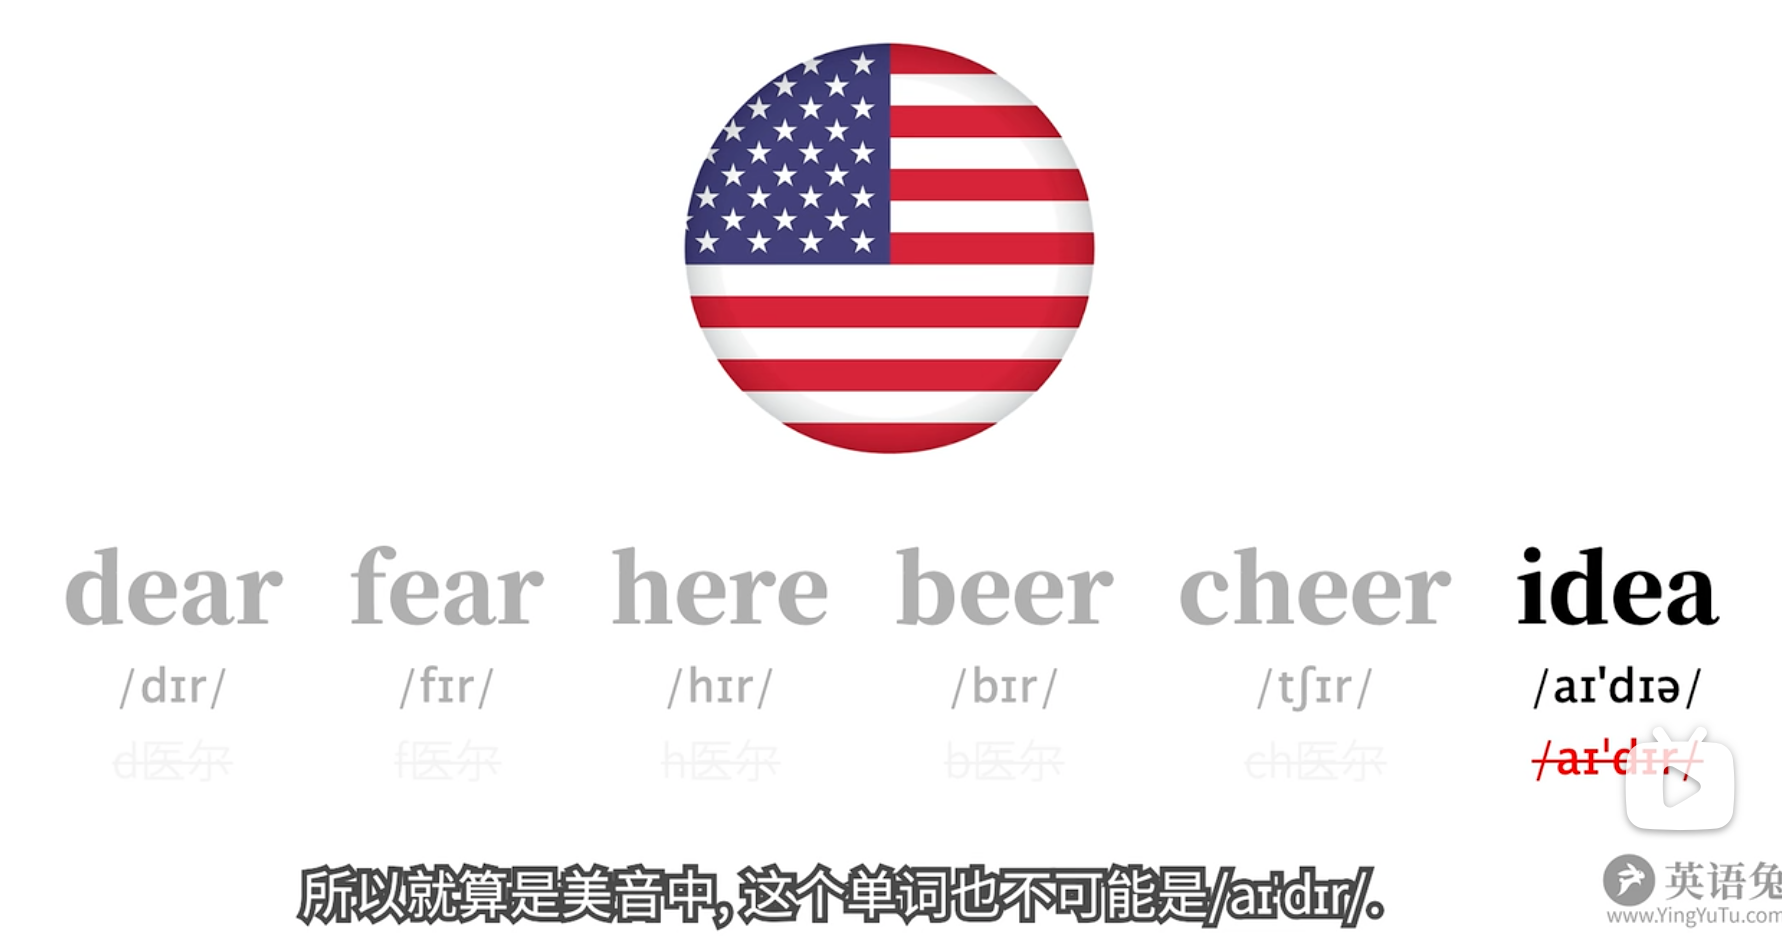 dear fear here beer cheer idea
/dɪr/ /fɪr/ /hɪr/ /bɪr/ /tʃɪr/ /aɪ'dɪə/
d医尔 f医尔 h医尔 b医尔 ch医尔 /aɪ'dɪr/
所以就算是美音中, 这个单词也不可能是/aɪ'dɪr/.
英语兔
www.YingYuTu.com